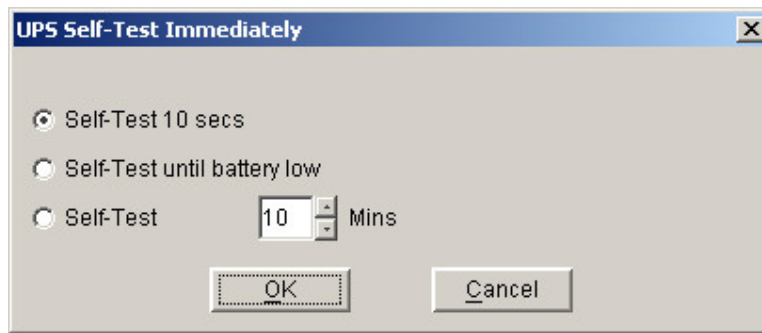 UPS Self-Test Immediately
Self-Test 10 secs
Self-Test until battery low
Self-Test 10 Mins
OK Cancel